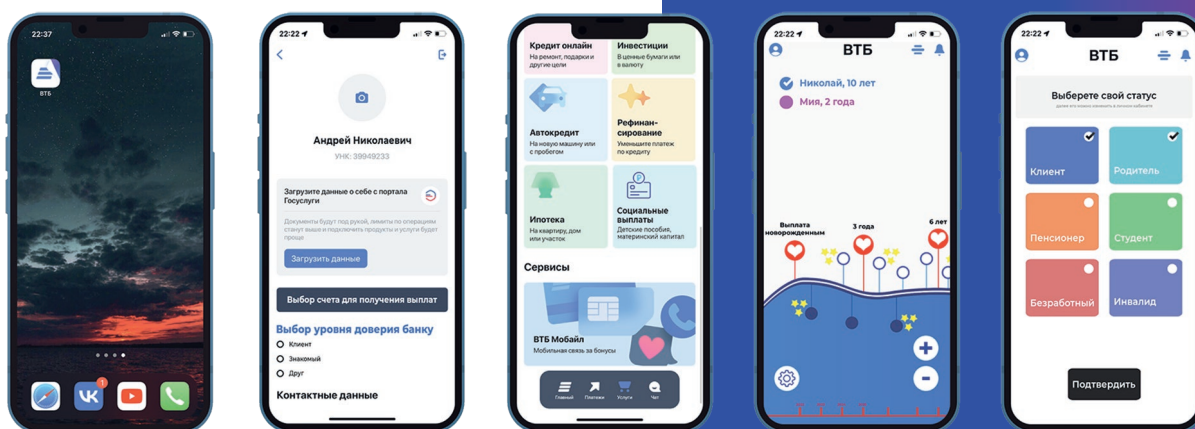 22:37
ВТБ
1
22:22
Андрей Николаевич
УНК: 39949233
Загрузите данные о себе с портала
Госуслуги
Документы будут под рукой, лимиты по операциям
станут выше и подключить продукты и услуги будет
проще
Загрузить данные
Выбор счета для получения выплат
Выбор уровня доверия банку
Клиент
Знакомый
Друг
Контактные данные
Кредит онлайн
На ремонт, подарки и
другие цели
Инвестиции
В ценные бумаги или
в валюту
Автокредит
На новую машину или
с пробегом
Рефинан-
сирование
Уменьшите платеж
по кредиту
Ипотека
На квартиру, дом
или участок
Социальные
выплаты
Детские пособия,
материнский капитал
Сервисы
ВТБ Мобайл
Мобильная связь за бонусы
Главный
Платежи
Услуги
Чат
22:22
ВТБ
Николай, 10 лет
Мия, 2 года
Выплата
новорожденным
3 года
6 лет
+
-
22:22
ВТБ
Выберете свой статус
Клиент
Родитель
Пенсионер
Студент
Безработный
Инвалид
Подтвердить